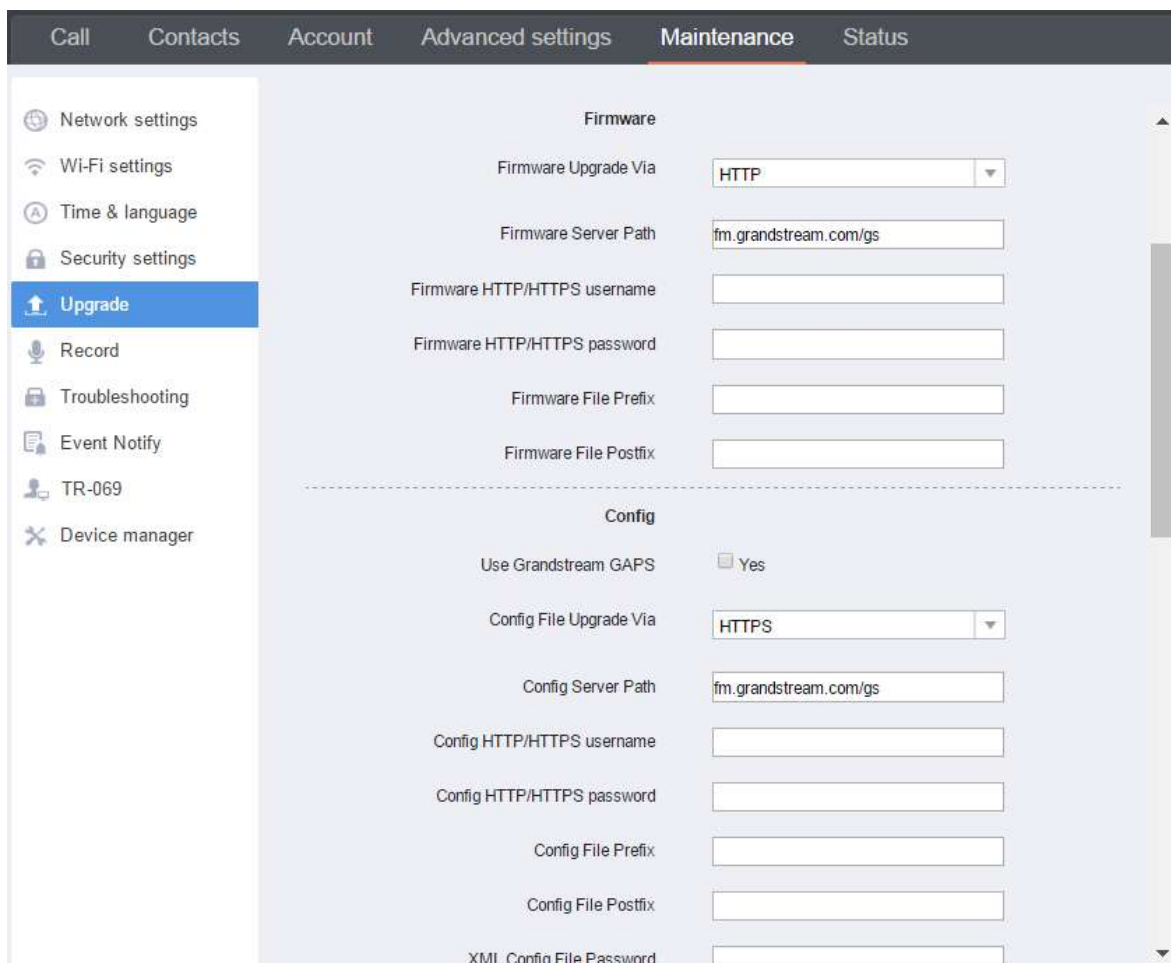 Call Contacts Account Advanced settings Maintenance Status
Network settings
Wi-Fi settings
Time & language
Security settings
Upgrade
Record
Troubleshooting
Event Notify
TR-069
Device manager
Firmware
Firmware Upgrade Via HTTP
Firmware Server Path fm.grandstream.com/gs
Firmware HTTP/HTTPS username
Firmware HTTP/HTTPS password
Firmware File Prefix
Firmware File Postfix
Config
Use Grandstream GAPS Yes
Config File Upgrade Via HTTPS
Config Server Path fm.grandstream.com/gs
Config HTTP/HTTPS username
Config HTTP/HTTPS password
Config File Prefix
Config File Postfix
XML Config File Password